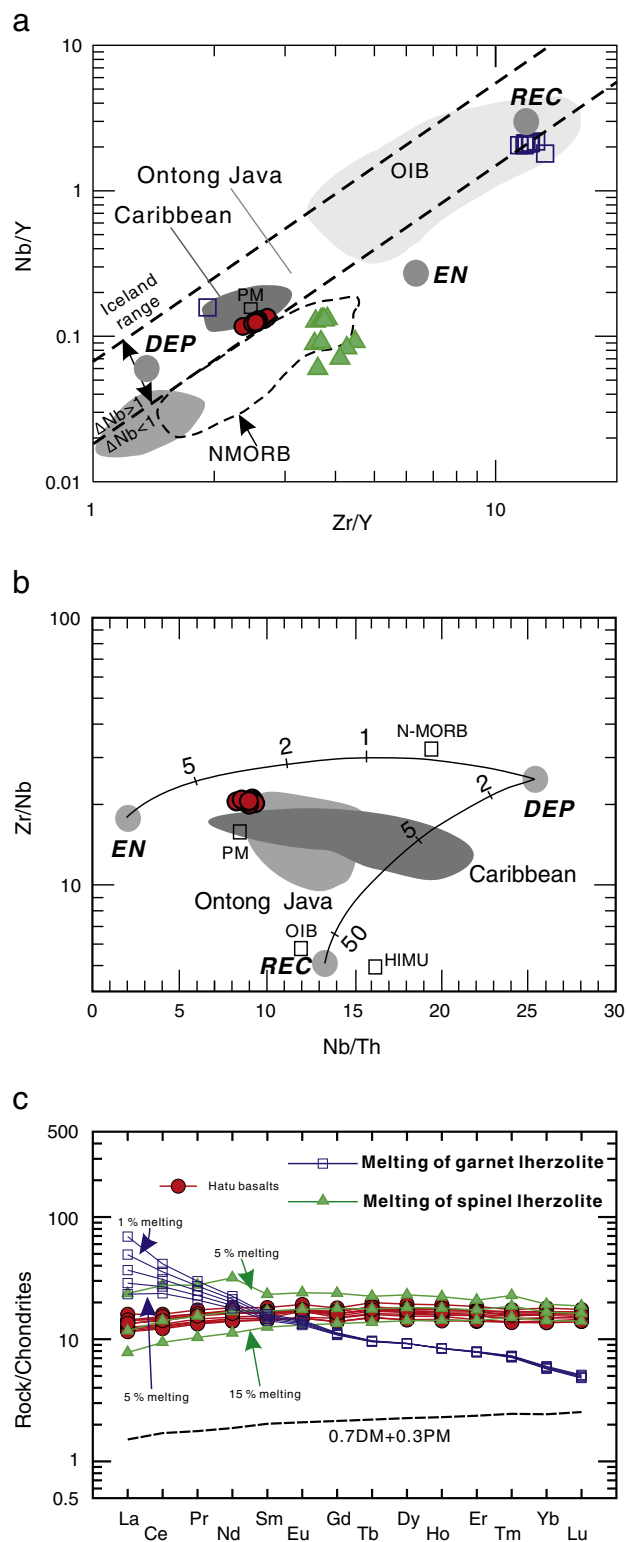 a
10
1
0.1
0.01
Nb/Y
REC
OIB
Ontong Java
Caribbean
EN
PM
Iceland
range
DEP
ΔNb>1
ΔNb<1
NMORB
1
10
Zr/Y
b
100
10
Zr/Nb
N-MORB
1
2
5
2
DEP
EN
5
PM
Caribbean
Ontong Java
OIB
50
REC
HIMU
0
5
10
15
20
25
30
Nb/Th
c
500
100
10
1
0.5
Rock/Chondrites
Melting of garnet lherzolite
Hatu basalts
Melting of spinel lherzolite
1 % melting
5 % melting
5 % melting
15 % melting
0.7DM+0.3PM
La
Ce
Pr
Nd
Sm
Eu
Gd
Tb
Dy
Ho
Er
Tm
Yb
Lu